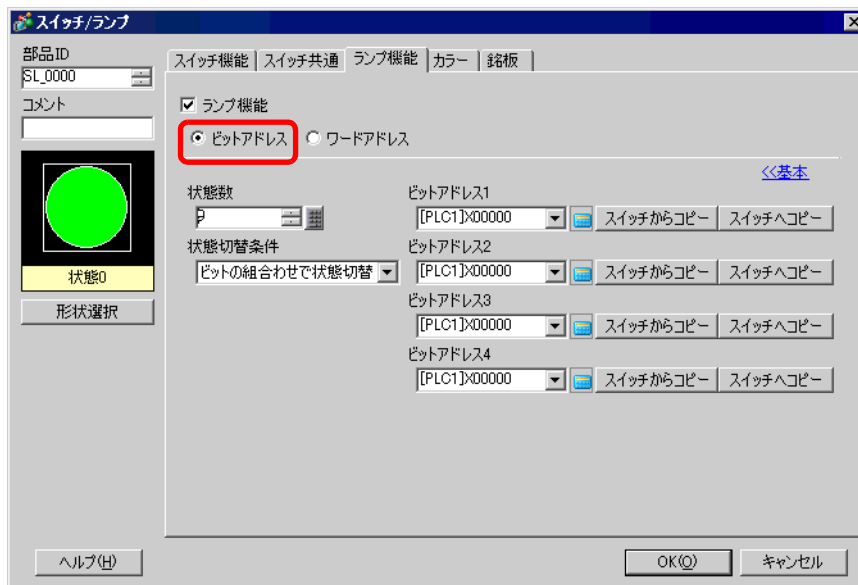 スイッチ/ランプ
部品ID
SL_0000
コメント
状態0
形状選択
スイッチ機能
スイッチ共通
ランプ機能
カラー
銘板
ランプ機能
ビットアドレス
ワードアドレス
<<基本
状態数
状態切替条件
ビットの組合わせで状態切替
ビットアドレス1
[PLC1]X00000
スイッチからコピー
スイッチへコピー
ビットアドレス2
[PLC1]X00000
スイッチからコピー
スイッチへコピー
ビットアドレス3
[PLC1]X00000
スイッチからコピー
スイッチへコピー
ビットアドレス4
[PLC1]X00000
スイッチからコピー
スイッチへコピー
ヘルプ(H)
OK(O)
キャンセル